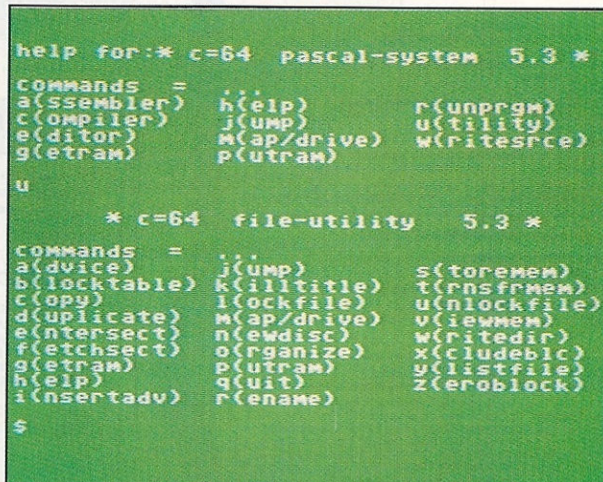 help for:* c=64 pascal-system 5.3 *
commands = ...
a(ssembler) h(elp) r(unprgm)
c(ompiler) j(ump) u(tility)
e(ditor) m(ap/drive) w(ritesrce)
g(etram) p(utram)
u
* c=64 file-utility 5.3 *
commands = ...
a(dvice) j(ump) s(toremem)
b(locktable) k(illtitle) t(rnsfrmem)
c(opy) l(ockfile) u(nlockfile)
d(uplicate) m(ap/drive) v(iewmem)
e(ntersect) n(ewdisc) w(ritedir)
f(etchsect) o(rganize) x(cludeblc)
g(etram) p(utram) y(listfile)
h(elp) q(uit) z(eroblock)
i(nsertadv) r(ename)
$